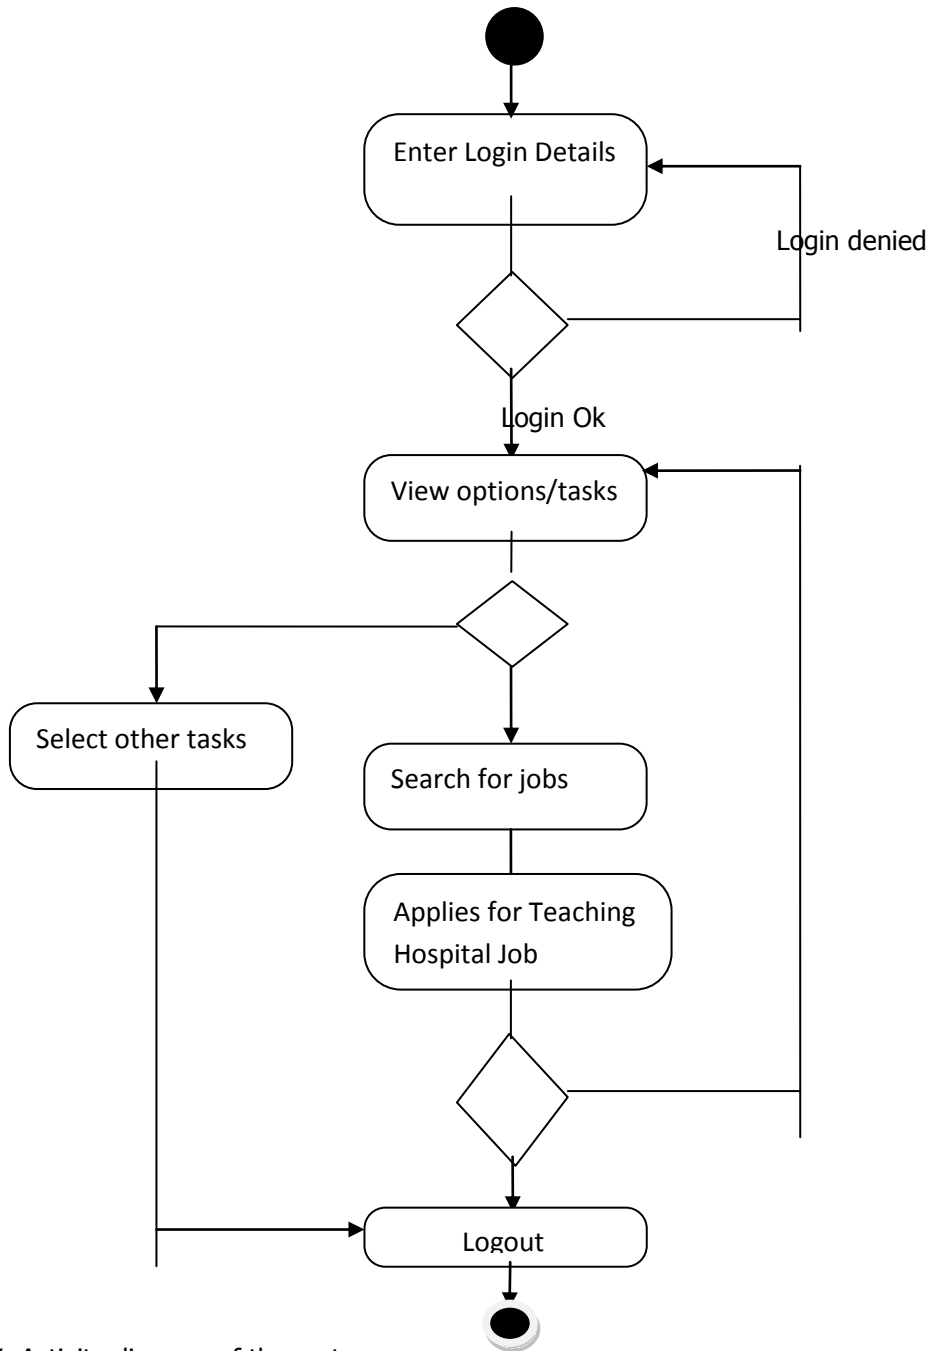 Enter Login Details
Login denied
Login Ok
View options/tasks
Select other tasks
Search for jobs
Applies for Teaching
Hospital Job
Logout